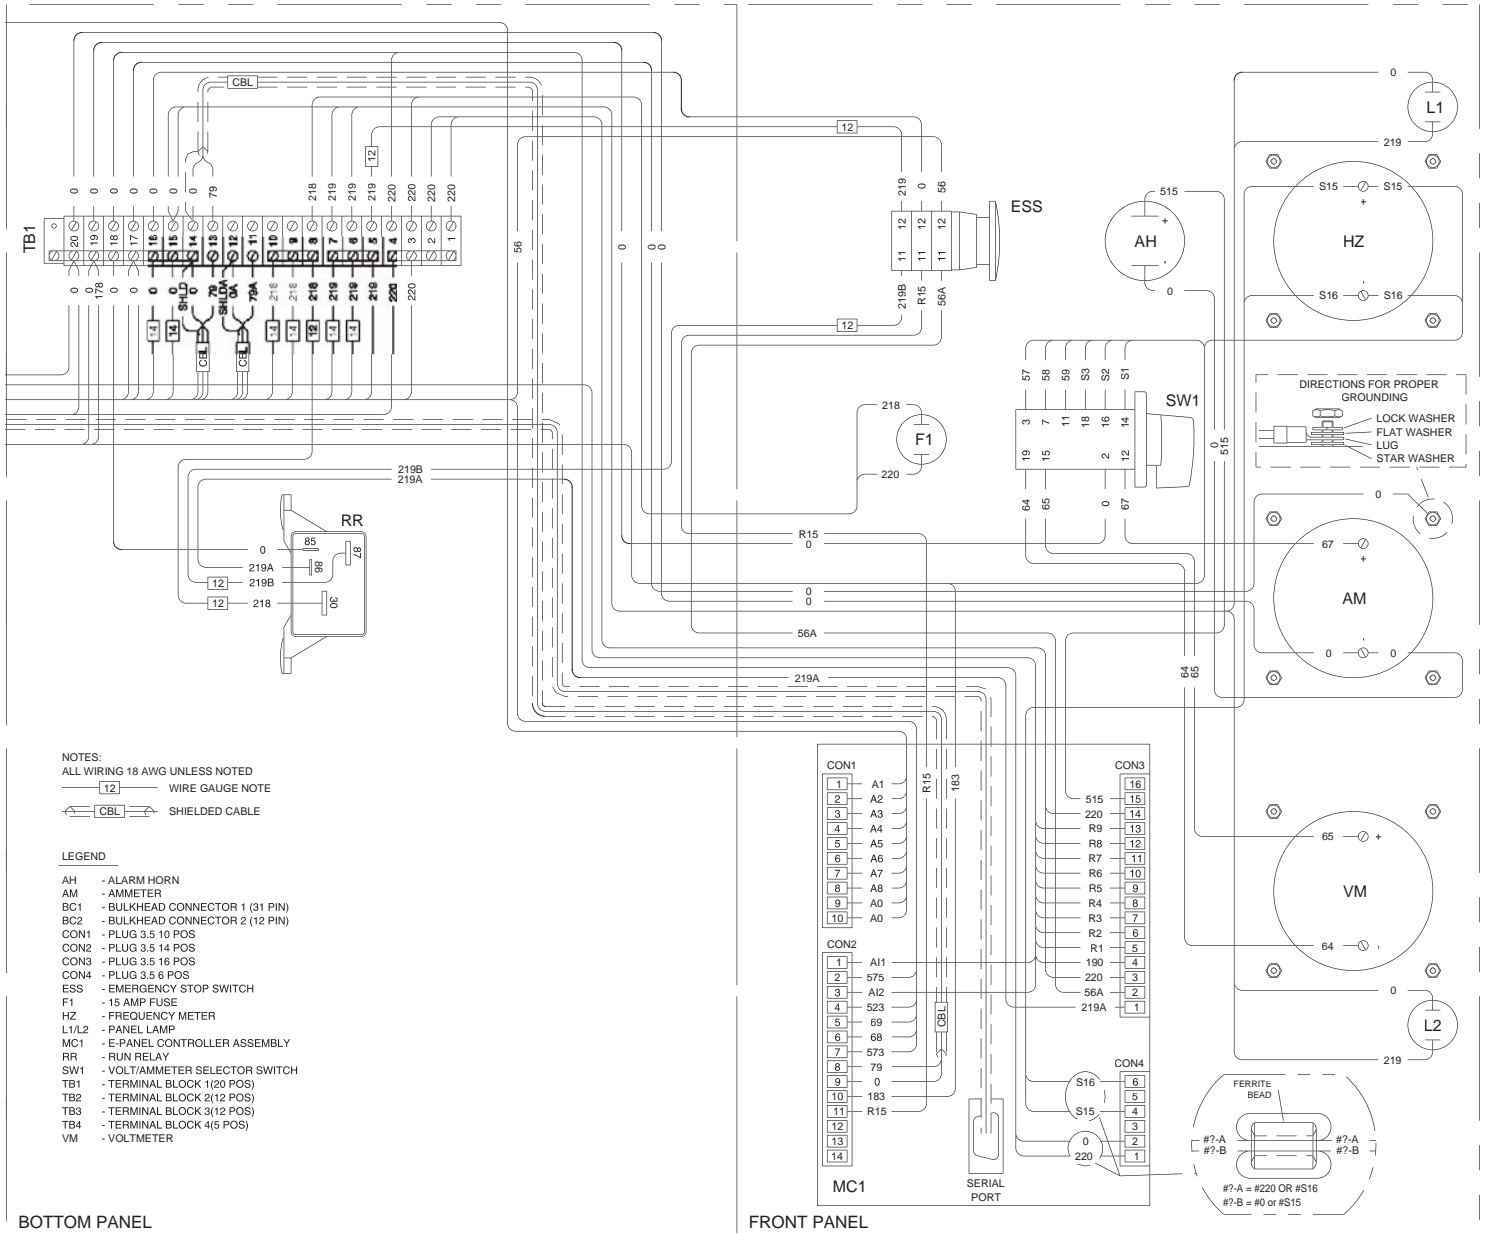 CBL
12
12
0 0 0 0 0 0 0 79 218 219 219 219 220 220 220 220
TB1
20 19 18 17 16 15 14 13 12 11 10 9 8 7 6 5 4 3 2 1
0 0 178 0 0 0 0 SHLD 0 79 SHLDA 0A 79A 218 218 218 219 219 219 220 220
14 14 14 14 12 14 14
CBL CBL
56
0 0 0
219 0 56
12 12 12
11 11 11
ESS
219B R15 56A
12
0
L1
219
515
+
AH
-
0
S15 S15
+
HZ
S16 S16
-
57 58 59 S3 S2 S1
SW1
3 7 11 18 16 14
19 15 2 12
64 65 0 67
0
515
218
F1
220
DIRECTIONS FOR PROPER
GROUNDING
LOCK WASHER
FLAT WASHER
LUG
STAR WASHER
219B
219A
RR
85
87
86
30
0
219A
12 219B
12 218
R15
0
0
0
56A
219A
0
67
+
AM
-
0 0
64
65
65 +
VM
64 -
0
L2
219
NOTES:
ALL WIRING 18 AWG UNLESS NOTED
12 WIRE GAUGE NOTE
CBL SHIELDED CABLE
LEGEND
AH - ALARM HORN
AM - AMMETER
BC1 - BULKHEAD CONNECTOR 1 (31 PIN)
BC2 - BULKHEAD CONNECTOR 2 (12 PIN)
CON1 - PLUG 3.5 10 POS
CON2 - PLUG 3.5 14 POS
CON3 - PLUG 3.5 16 POS
CON4 - PLUG 3.5 6 POS
ESS - EMERGENCY STOP SWITCH
F1 - 15 AMP FUSE
HZ - FREQUENCY METER
L1/L2 - PANEL LAMP
MC1 - E-PANEL CONTROLLER ASSEMBLY
RR - RUN RELAY
SW1 - VOLT/AMMETER SELECTOR SWITCH
TB1 - TERMINAL BLOCK 1(20 POS)
TB2 - TERMINAL BLOCK 2(12 POS)
TB3 - TERMINAL BLOCK 3(12 POS)
TB4 - TERMINAL BLOCK 4(5 POS)
VM - VOLTMETER
CON1
1 A1
2 A2
3 A3
4 A4
5 A5
6 A6
7 A7
8 A8
9 A0
10 A0
R15
183
CON2
1 AI1
2 575
3 AI2
4 523
5 69
6 68
7 573
8 79
9 0
10 183
11 R15
12
13
14
CBL
MC1
SERIAL
PORT
CON3
16
515 15
220 14
R9 13
R8 12
R7 11
R6 10
R5 9
R4 8
R3 7
R2 6
R1 5
190 4
220 3
56A 2
219A 1
CON4
S16 6
5
S15 4
3
0 2
220 1
FERRITE
BEAD
#?-A #?-A
#?-B #?-B
#?-A = #220 OR #S16
#?-B = #0 or #S15
BOTTOM PANEL
FRONT PANEL